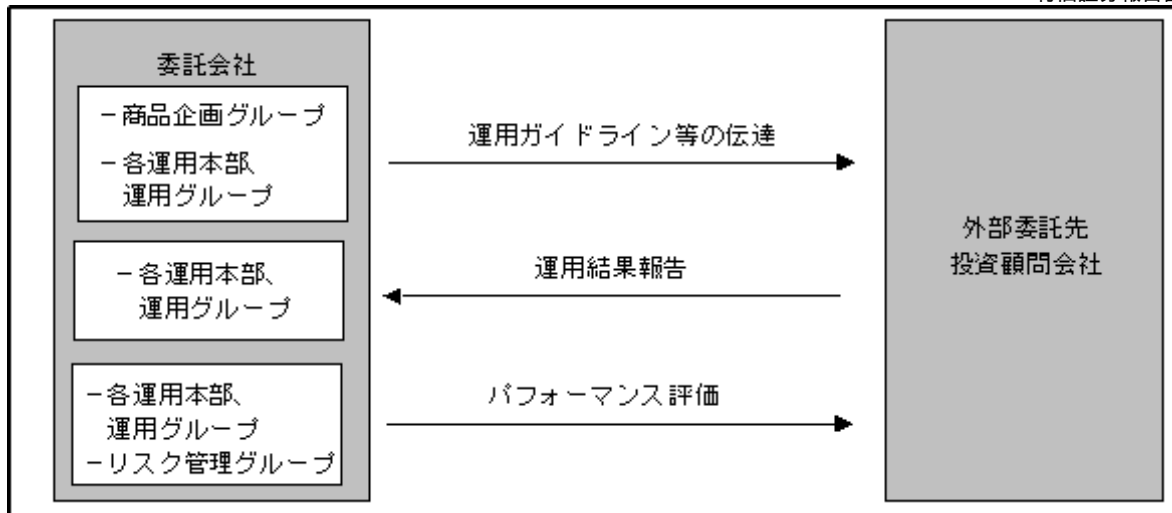 委託会社
－商品企画グループ
－各運用本部、
運用グループ
運用ガイドライン等の伝達
－各運用本部、
運用グループ
運用結果報告
－各運用本部、
運用グループ
－リスク管理グループ
パフォーマンス評価
外部委託先
投資顧問会社